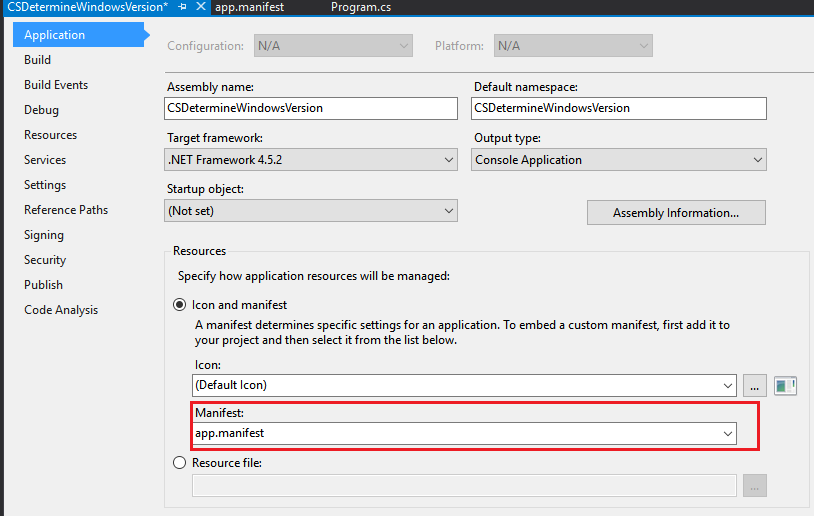 CSDetermineWindowsVersion* app.manifest Program.cs
Application
Build
Build Events
Debug
Resources
Services
Settings
Reference Paths
Signing
Security
Publish
Code Analysis
Configuration: N/A Platform: N/A
Assembly name: Default namespace:
CSDetermineWindowsVersion CSDetermineWindowsVersion
Target framework: Output type:
.NET Framework 4.5.2 Console Application
Startup object:
(Not set) Assembly Information...
Resources
Specify how application resources will be managed:
Icon and manifest
A manifest determines specific settings for an application. To embed a custom manifest, first add it to
your project and then select it from the list below.
Icon:
(Default Icon) ...
Manifest:
app.manifest
Resource file:
...